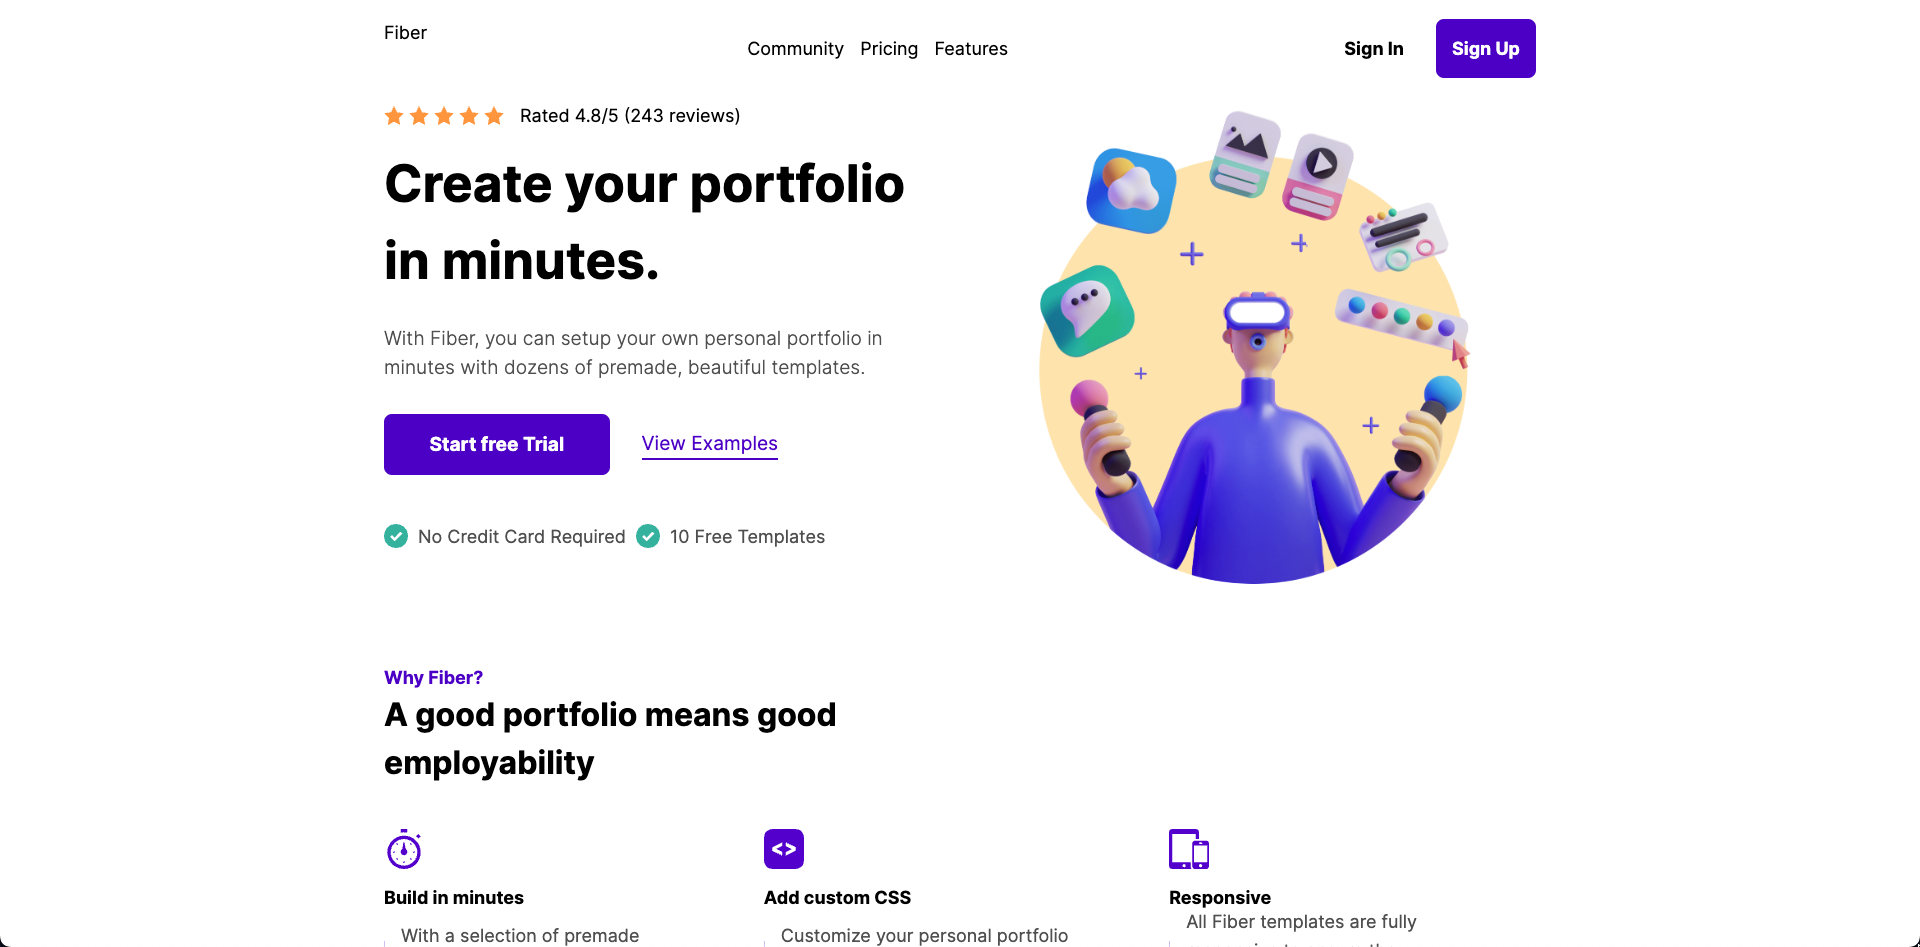 Fiber
Community Pricing Features
Sign In
Sign Up
Rated 4.8/5 (243 reviews)
Create your portfolio
in minutes.
With Fiber, you can setup your own personal portfolio in
minutes with dozens of premade, beautiful templates.
Start free Trial
View Examples
No Credit Card Required
10 Free Templates
Why Fiber?
A good portfolio means good
employability
<>
Build in minutes
With a selection of premade
Add custom CSS
Customize your personal portfolio
Responsive
All Fiber templates are fully